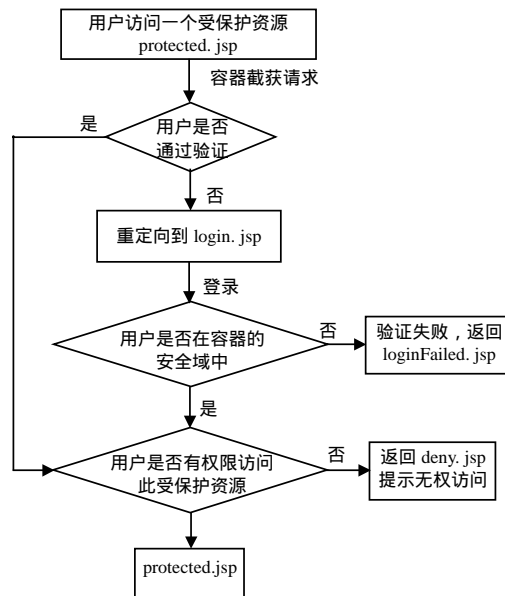 用户访问一个受保护资源
protected. jsp
容器截获请求
是
用户是否
通过验证
否
重定向到 login. jsp
登录
用户是否在容器的
安全域中
否
验证失败，返回
loginFailed. jsp
是
用户是否有权限访问
此受保护资源
否
返回 deny. jsp
提示无权访问
protected.jsp